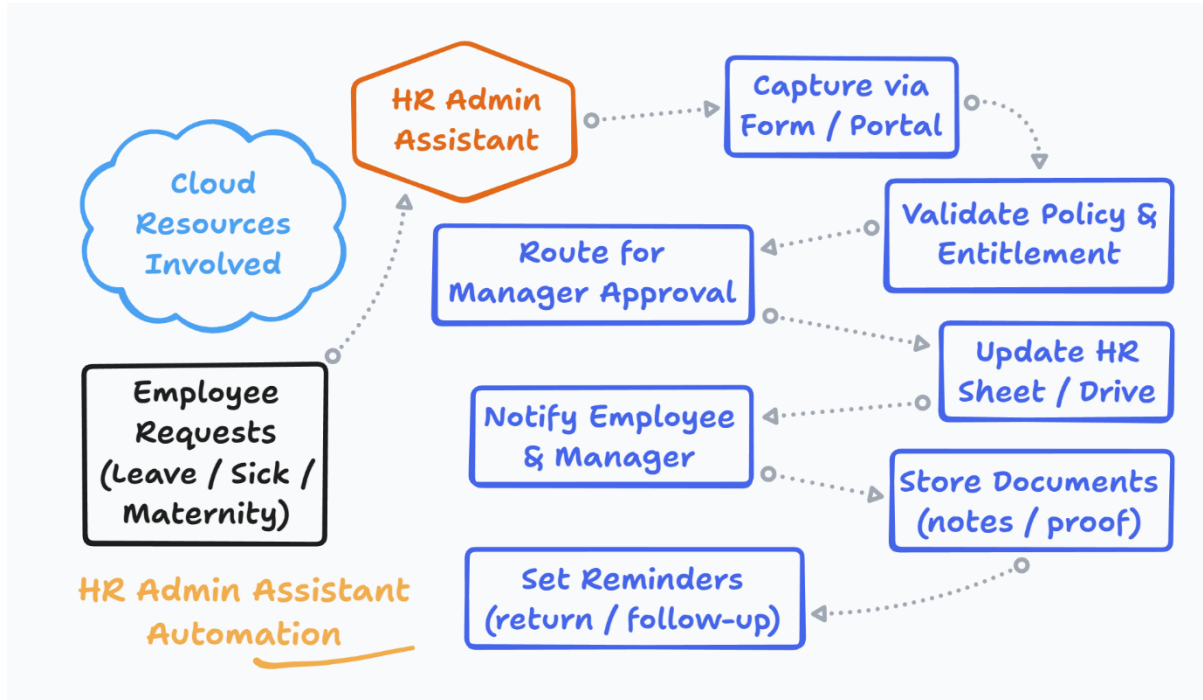 HR Admin
Assistant
Capture via
Form / Portal
Cloud
Resources
Involved
Validate Policy &
Entitlement
Route for
Manager Approval
Update HR
Sheet / Drive
Employee
Requests
(Leave / Sick /
Maternity)
Notify Employee
& Manager
Store Documents
(notes / proof)
Set Reminders
(return / follow-up)
HR Admin Assistant
Automation